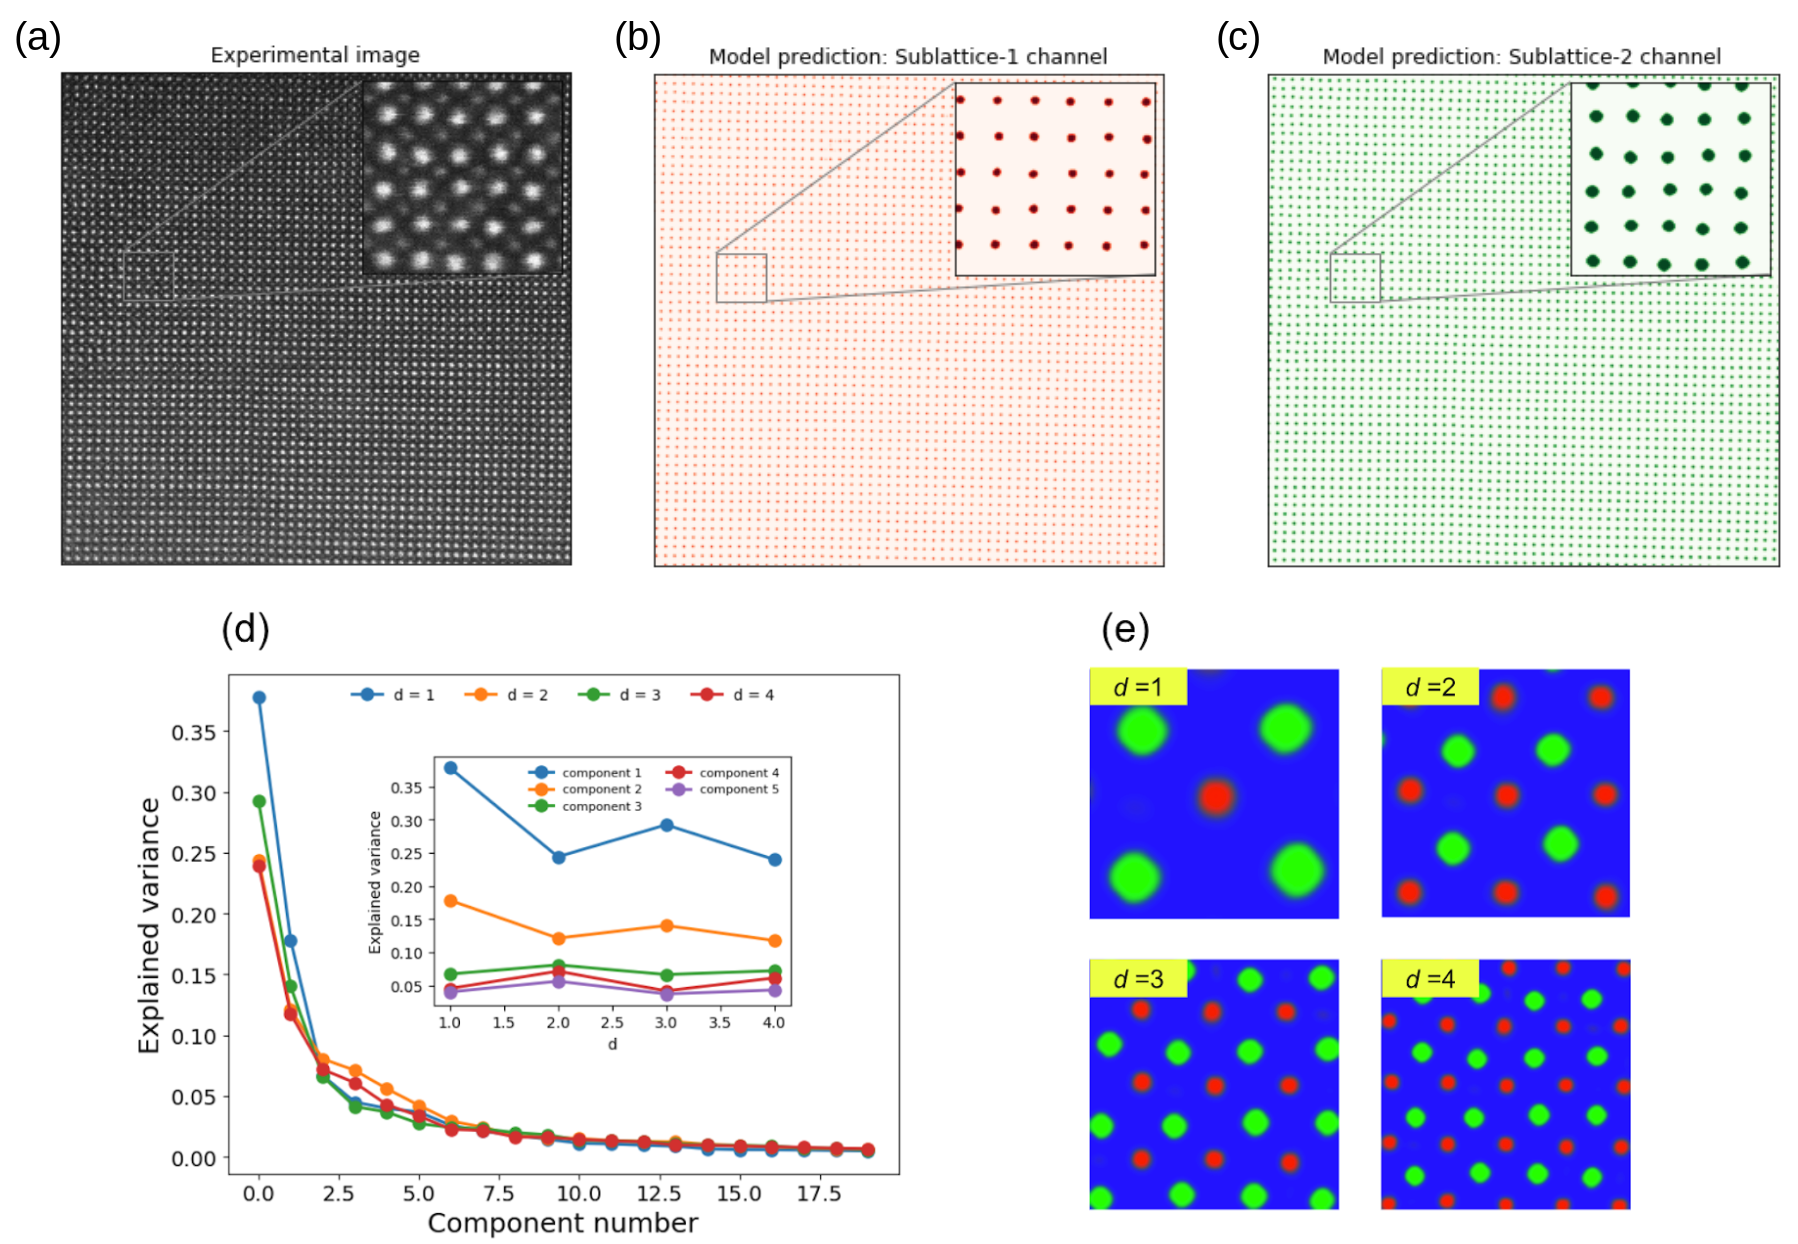 (a)
Experimental image
(b)
Model prediction: Sublattice-1 channel
(c)
Model prediction: Sublattice-2 channel
(d)
d = 1 d = 2 d = 3 d = 4
0.35
0.30
0.25
0.20
0.15
0.10
0.05
0.00
Explained variance
0.0 2.5 5.0 7.5 10.0 12.5 15.0 17.5
Component number
component 1 component 4
component 2 component 5
component 3
0.35
0.30
0.25
0.20
0.15
0.10
0.05
Explained variance
1.0 1.5 2.0 2.5 3.0 3.5 4.0
d
(e)
d =1
d =2
d =3
d =4